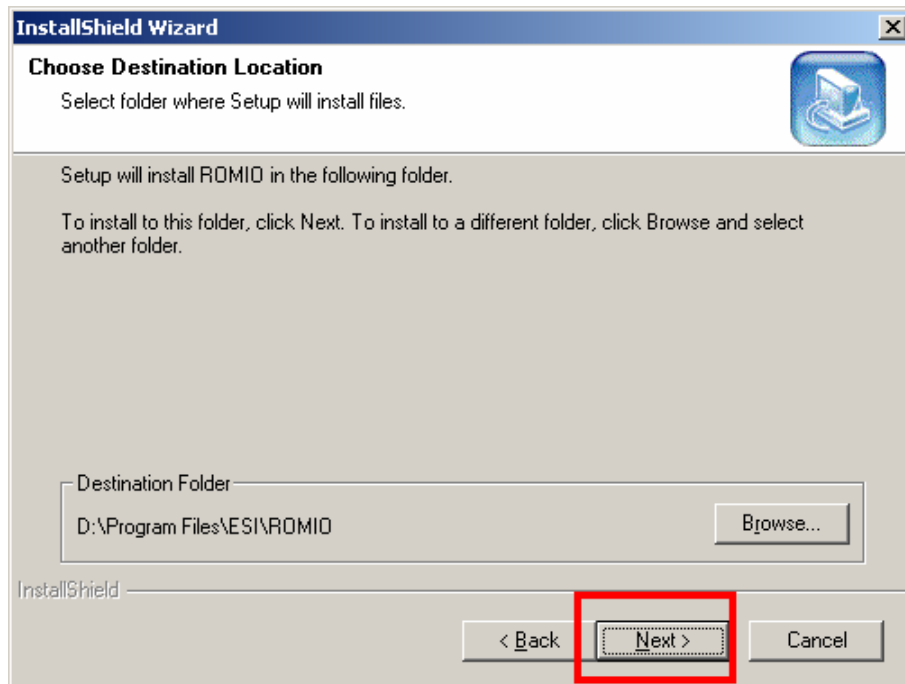 InstallShield Wizard
Choose Destination Location
Select folder where Setup will install files.
Setup will install ROMIO in the following folder.
To install to this folder, click Next. To install to a different folder, click Browse and select
another folder.
Destination Folder
D:\Program Files\ESI\ROMIO
Browse...
InstallShield
< Back
Next >
Cancel